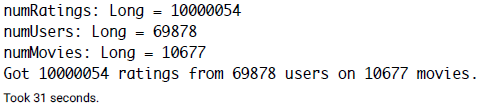 numRatings: Long = 10000054
numUsers: Long = 69878
numMovies: Long = 10677
Got 10000054 ratings from 69878 users on 10677 movies.
Took 31 seconds.